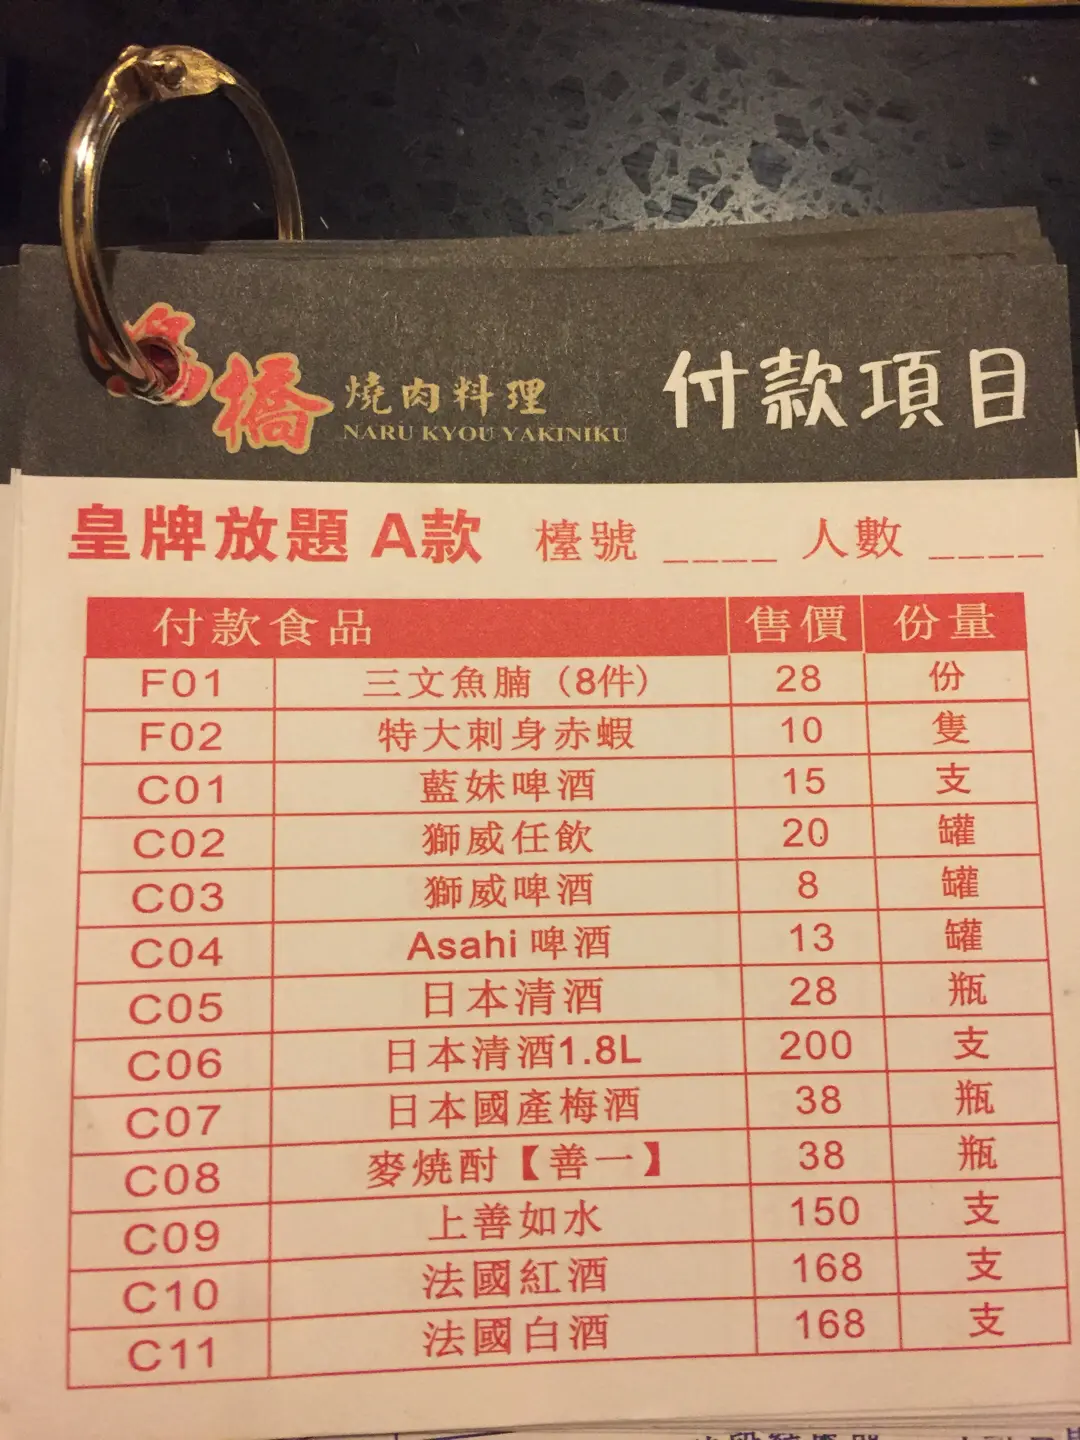 橋 燒肉料理
NARU KYOU YAKINIKU
付款項目
皇牌放題 A款 檯號 ____ 人數 ____
付款食品 售價 份量
F01 三文魚腩（8件） 28 份
F02 特大刺身赤蝦 10 隻
C01 藍妹啤酒 15 支
C02 獅威任飲 20 罐
C03 獅威啤酒 8 罐
C04 Asahi 啤酒 13 罐
C05 日本清酒 28 瓶
C06 日本清酒1.8L 200 支
C07 日本國產梅酒 38 瓶
C08 麥燒酎【善一】 38 瓶
C09 上善如水 150 支
C10 法國紅酒 168 支
C11 法國白酒 168 支